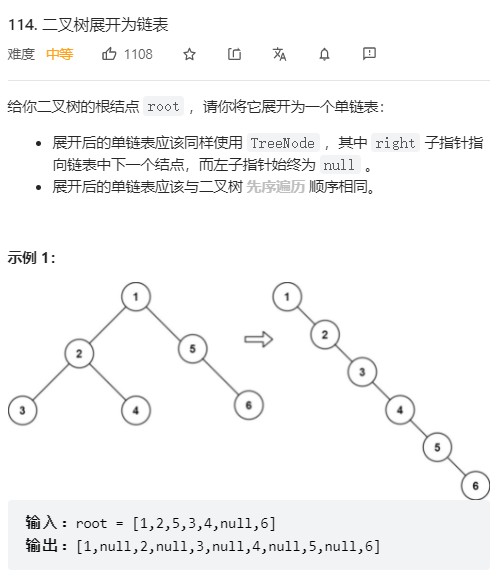 114. 二叉树展开为链表
难度 中等 1108
给你二叉树的根结点 root ，请你将它展开为一个单链表：
展开后的单链表应该同样使用 TreeNode ，其中 right 子指针指
向链表中下一个结点，而左子指针始终为 null 。
展开后的单链表应该与二叉树 先序遍历 顺序相同。
示例 1：
1 1
2 5 2
3 4 6 3
4
5
6
输入：root = [1,2,5,3,4,null,6]
输出：[1,null,2,null,3,null,4,null,5,null,6]